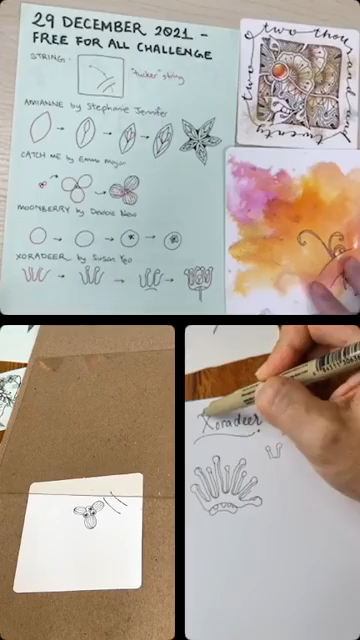 29 DECEMBER 2021 -
FREE FOR ALL CHALLENGE
STRING:
"tucker" string
AMIANNE by Stephanie Jennifer
CATCH ME by Emma
MOONBERRY by Debbie New
XORADEER by Susan Yeo
two thousand and twenty two
Xoradeer